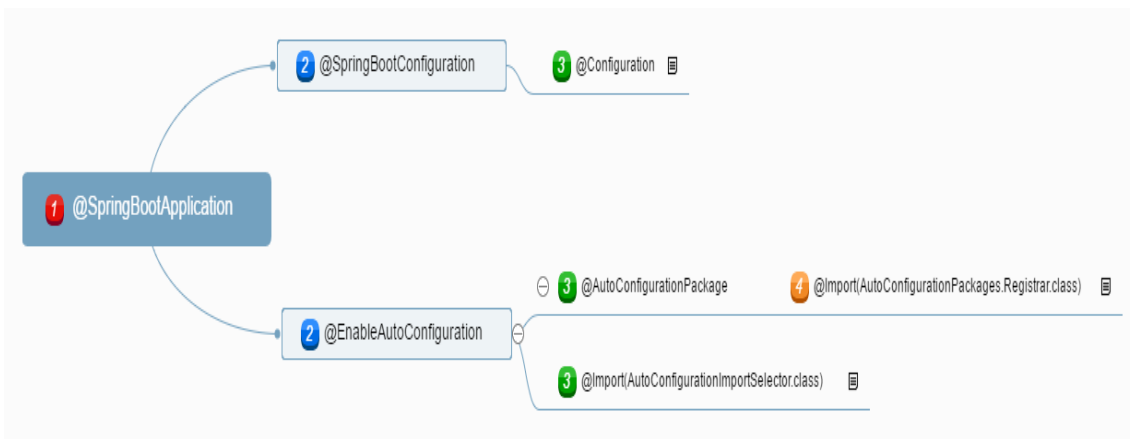 2 @SpringBootConfiguration
3 @Configuration
1 @SpringBootApplication
3 @AutoConfigurationPackage
4 @Import(AutoConfigurationPackages.Registrar.class)
2 @EnableAutoConfiguration
3 @Import(AutoConfigurationImportSelector.class)